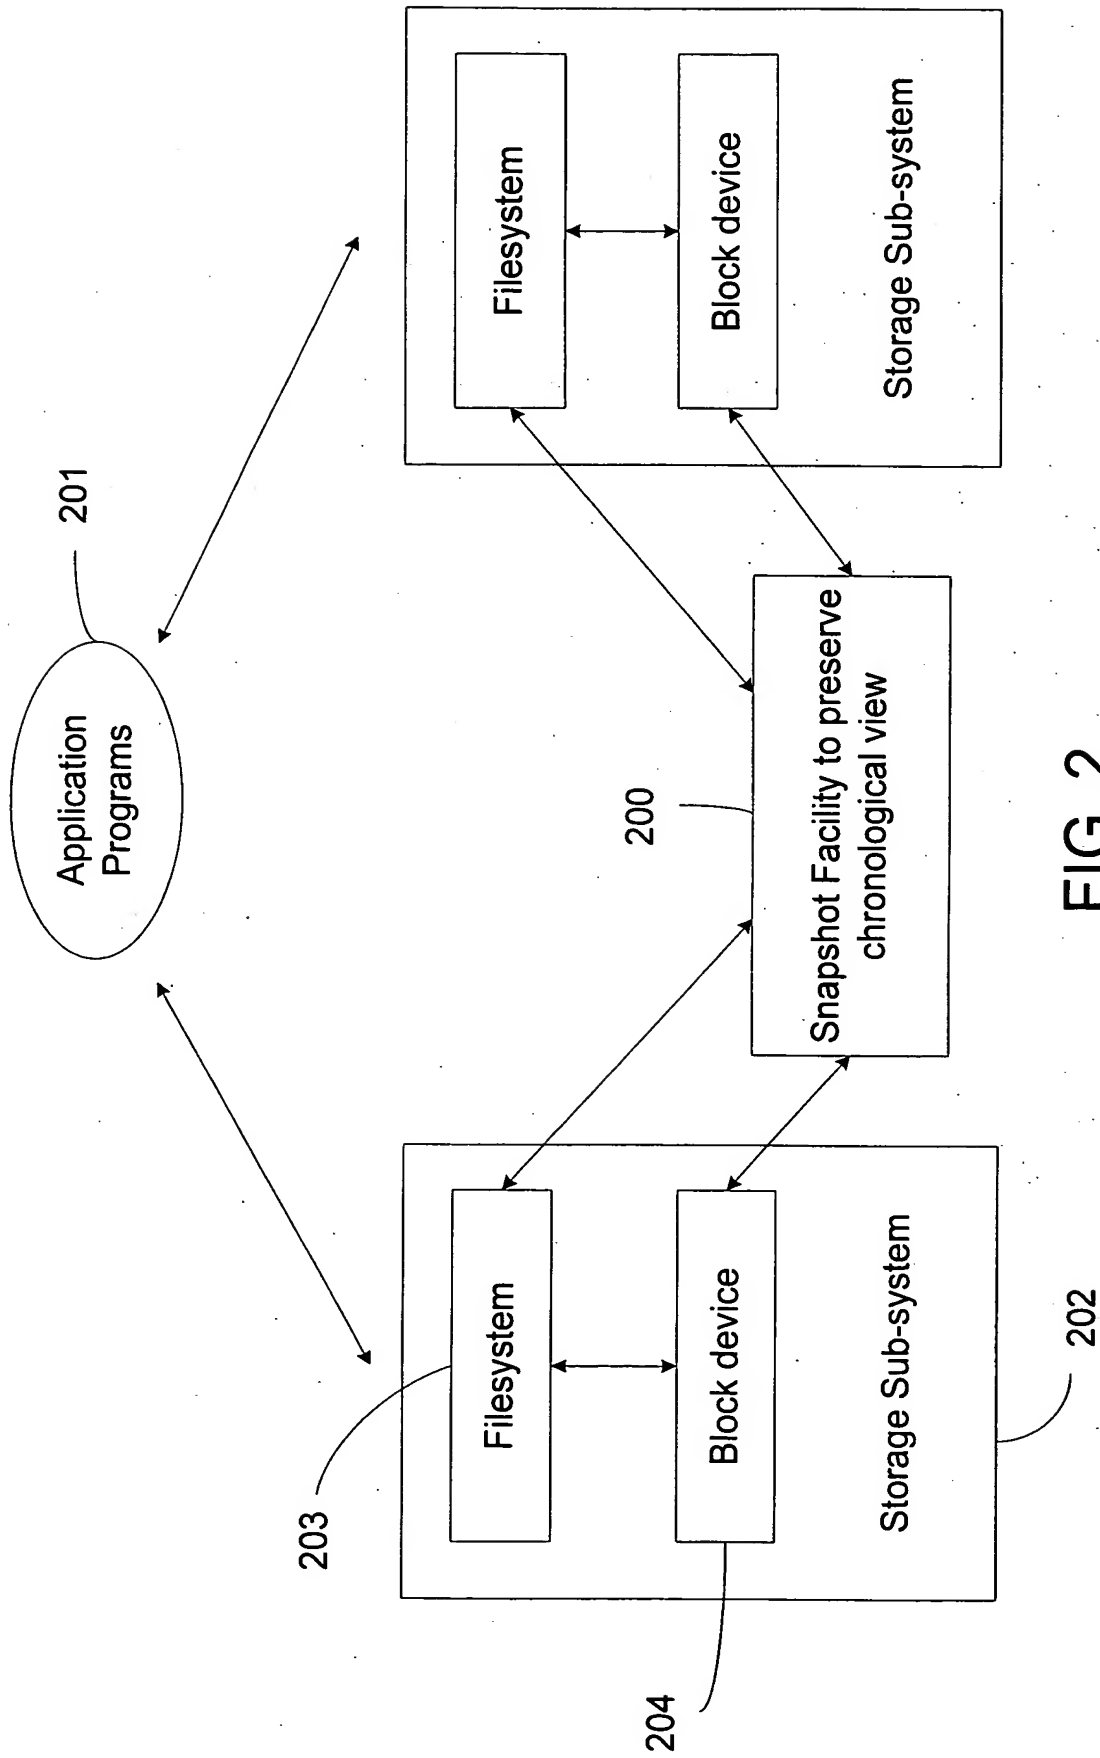 Application
Programs
201
203
Filesystem
Filesystem
200
Snapshot Facility to preserve
chronological view
204
Block device
Block device
Storage Sub-system
Storage Sub-system
202
FIG. 2